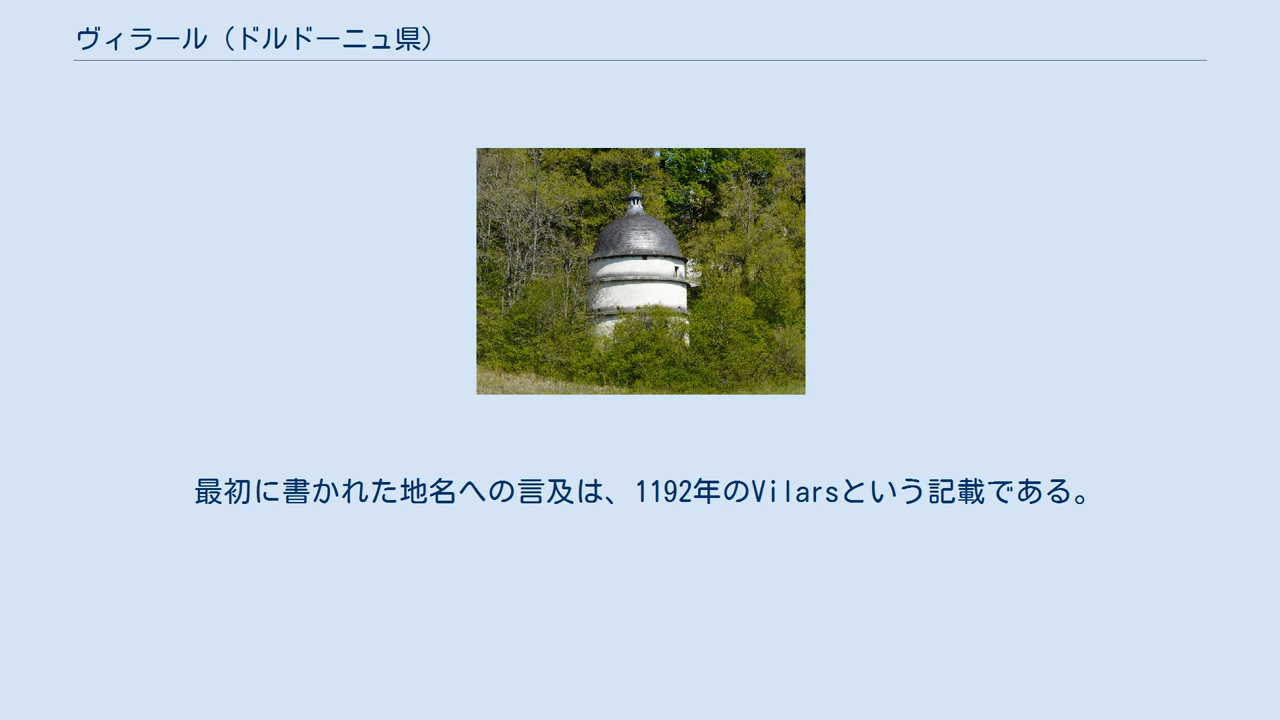 ヴィラール（ドルドーニュ県）
最初に書かれた地名への言及は、1192年のVilarsという記載である。